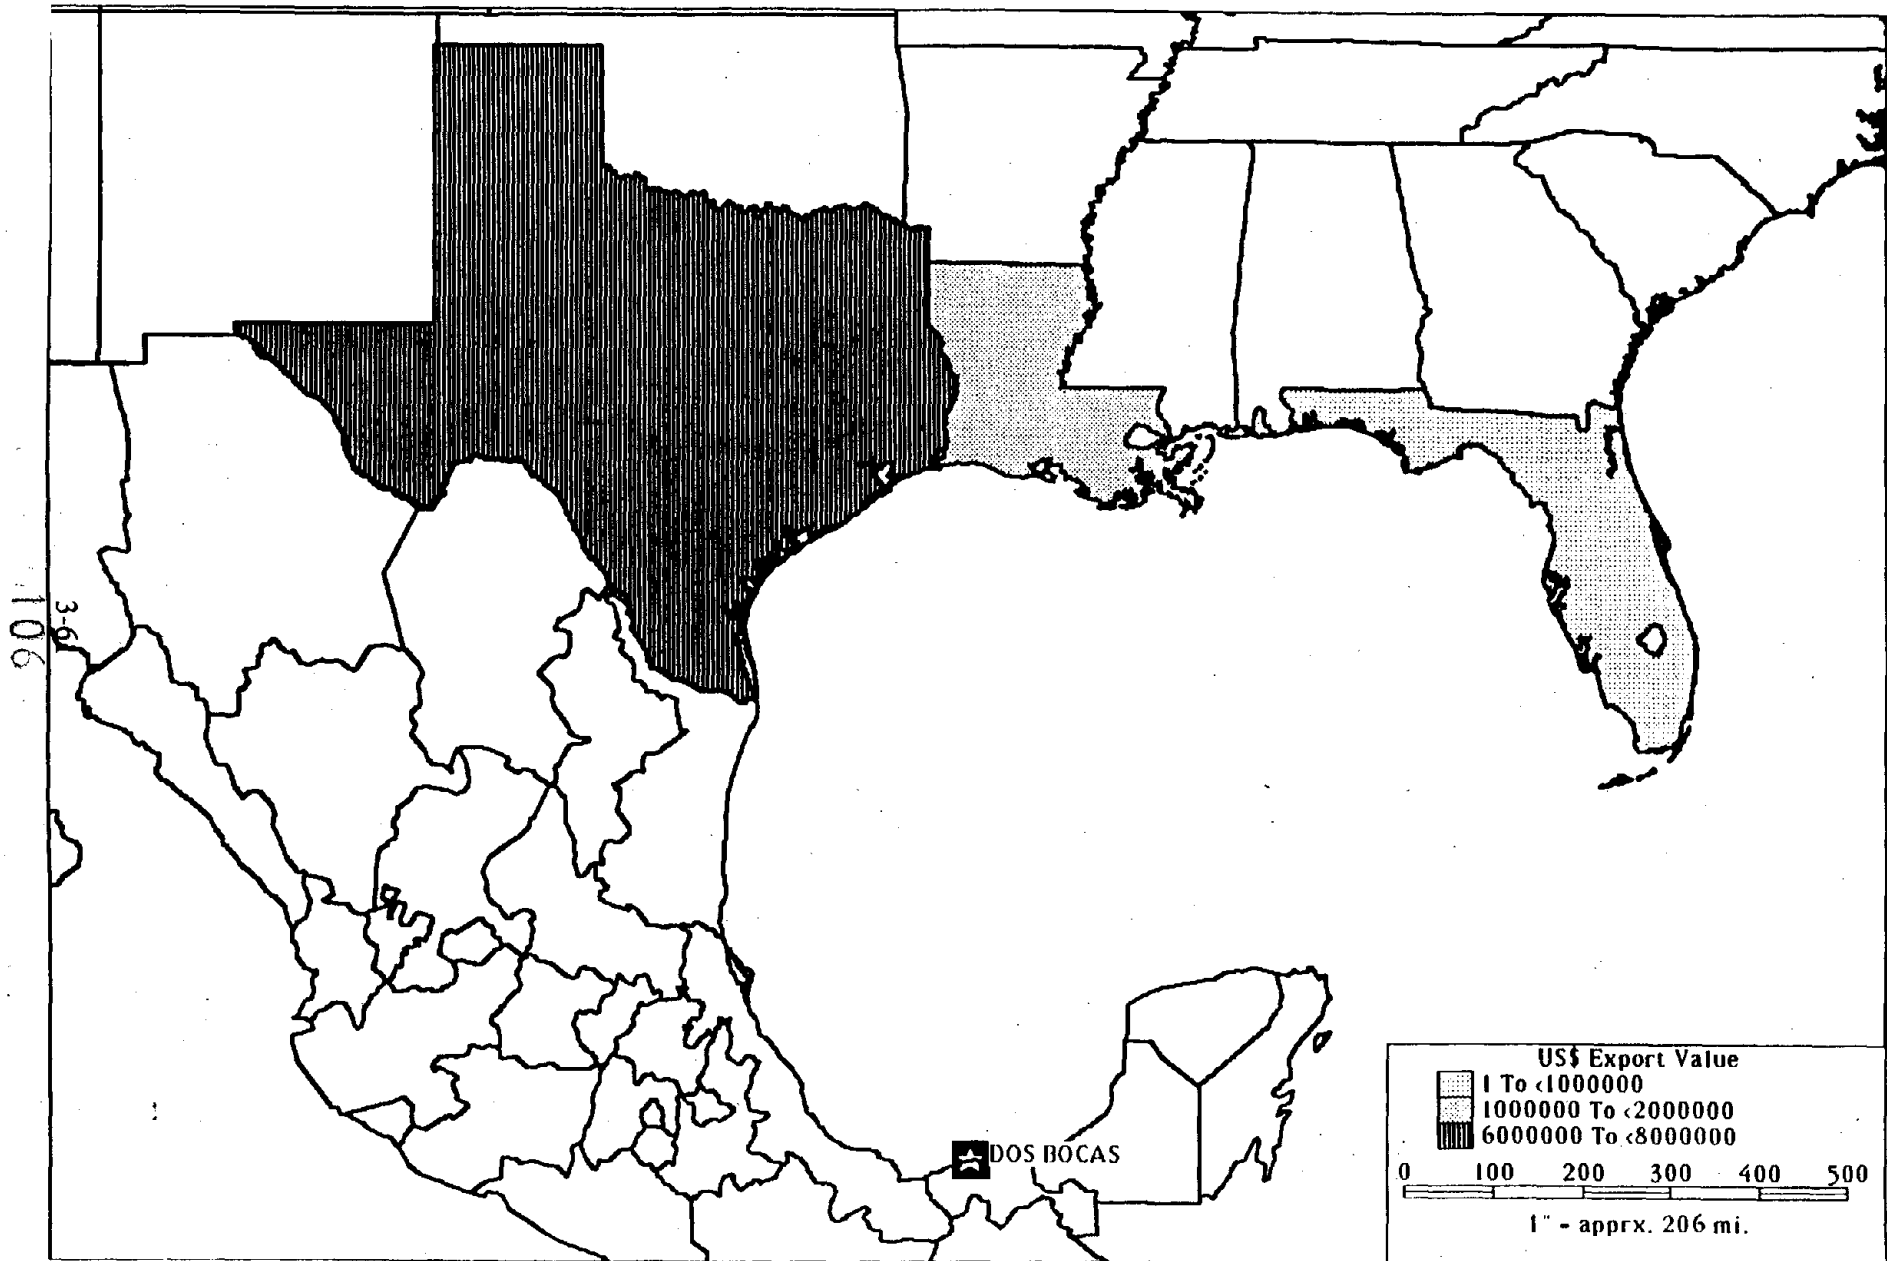 3-6
106
DOS BOCAS
US$ Export Value
1 To <1000000
1000000 To <2000000
6000000 To <8000000
0 100 200 300 400 500
1" - apprx. 206 mi.